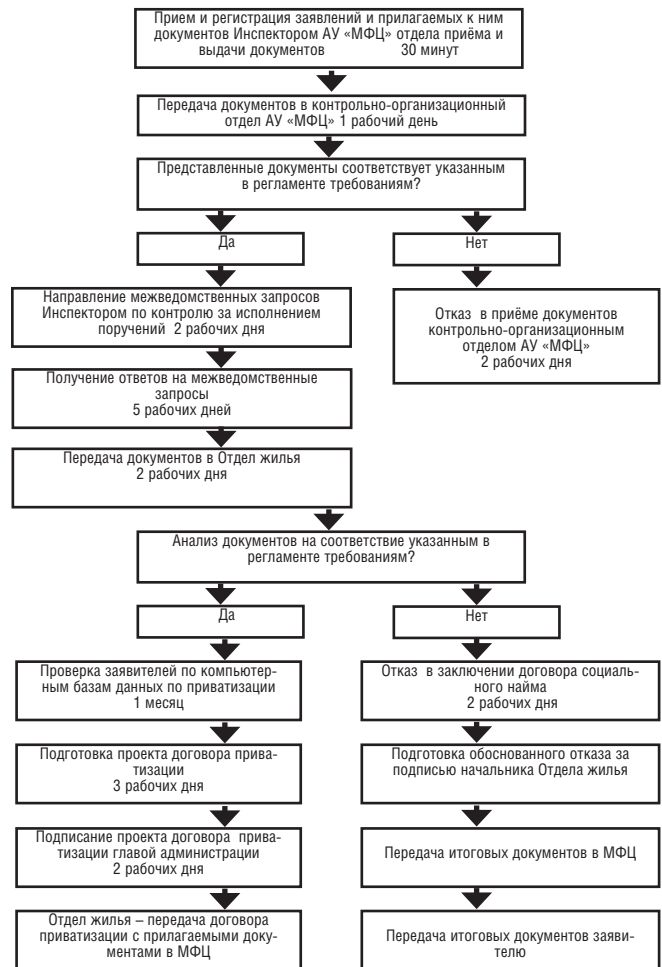 Прием и регистрация заявлений и прилагаемых к ним
документов Инспектором АУ «МФЦ» отдела приёма и
выдачи документов 30 минут
Передача документов в контрольно-организационный
отдел АУ «МФЦ» 1 рабочий день
Представленные документы соответствует указанным
в регламенте требованиям?
Да
Нет
Направление межведомственных запросов
Инспектором по контролю за исполнением
поручений 2 рабочих дня
Отказ в приёме документов
контрольно-организационным
отделом АУ «МФЦ»
2 рабочих дня
Получение ответов на межведомственные
запросы
5 рабочих дней
Передача документов в Отдел жилья
2 рабочих дня
Анализ документов на соответствие указанным в
регламенте требованиям?
Да
Нет
Проверка заявителей по компьютер-
ным базам данных по приватизации
1 месяц
Отказ в заключении договора социаль-
ного найма
2 рабочих дня
Подготовка проекта договора прива-
тизации
3 рабочих дня
Подготовка обоснованного отказа за
подписью начальника Отдела жилья
Подписание проекта договора прива-
тизации главой администрации
2 рабочих дня
Передача итоговых документов в МФЦ
Отдел жилья – передача договора
приватизации с прилагаемыми доку-
ментами в МФЦ
Передача итоговых документов заяви-
телю